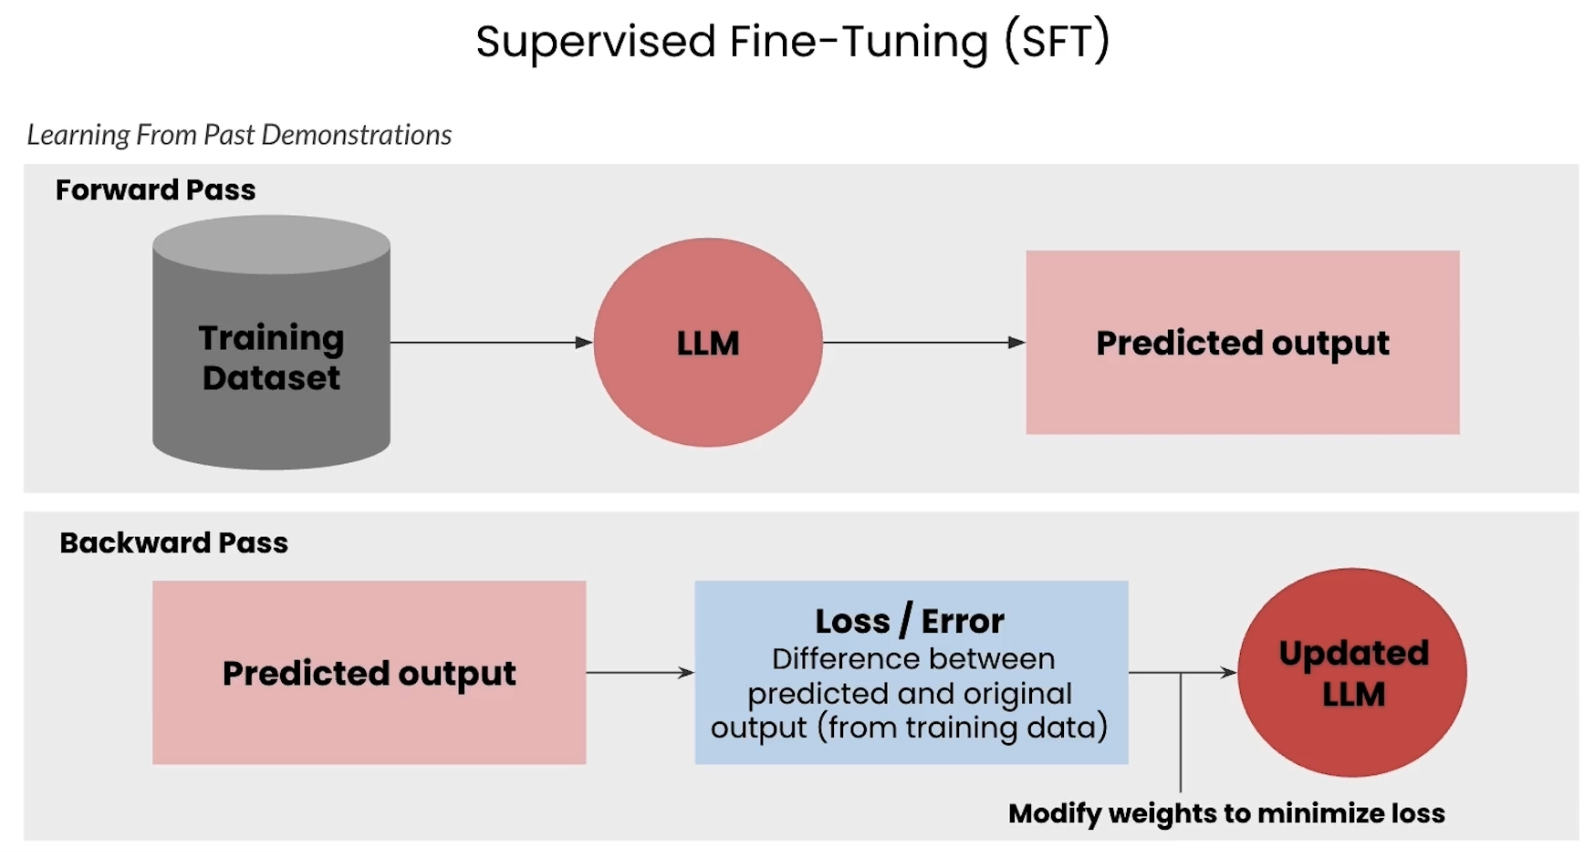 Supervised Fine-Tuning (SFT)
Learning From Past Demonstrations
Forward Pass
Training
Dataset
LLM
Predicted output
Backward Pass
Predicted output
Loss / Error
Difference between
predicted and original
output (from training data)
Updated
LLM
Modify weights to minimize loss